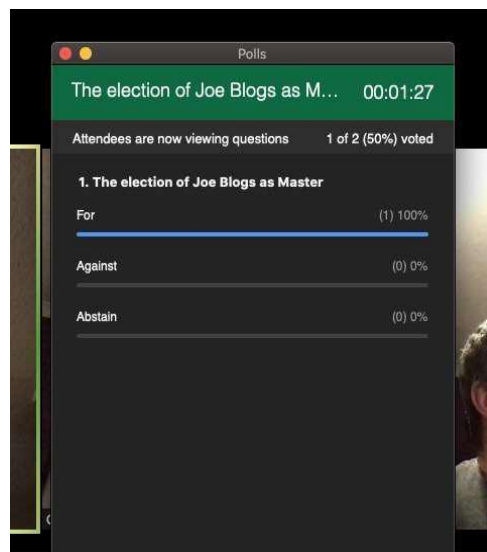 Polls
The election of Joe Blogs as M... 00:01:27
Attendees are now viewing questions 1 of 2 (50%) voted
1. The election of Joe Blogs as Master
For (1) 100%
Against (0) 0%
Abstain (0) 0%